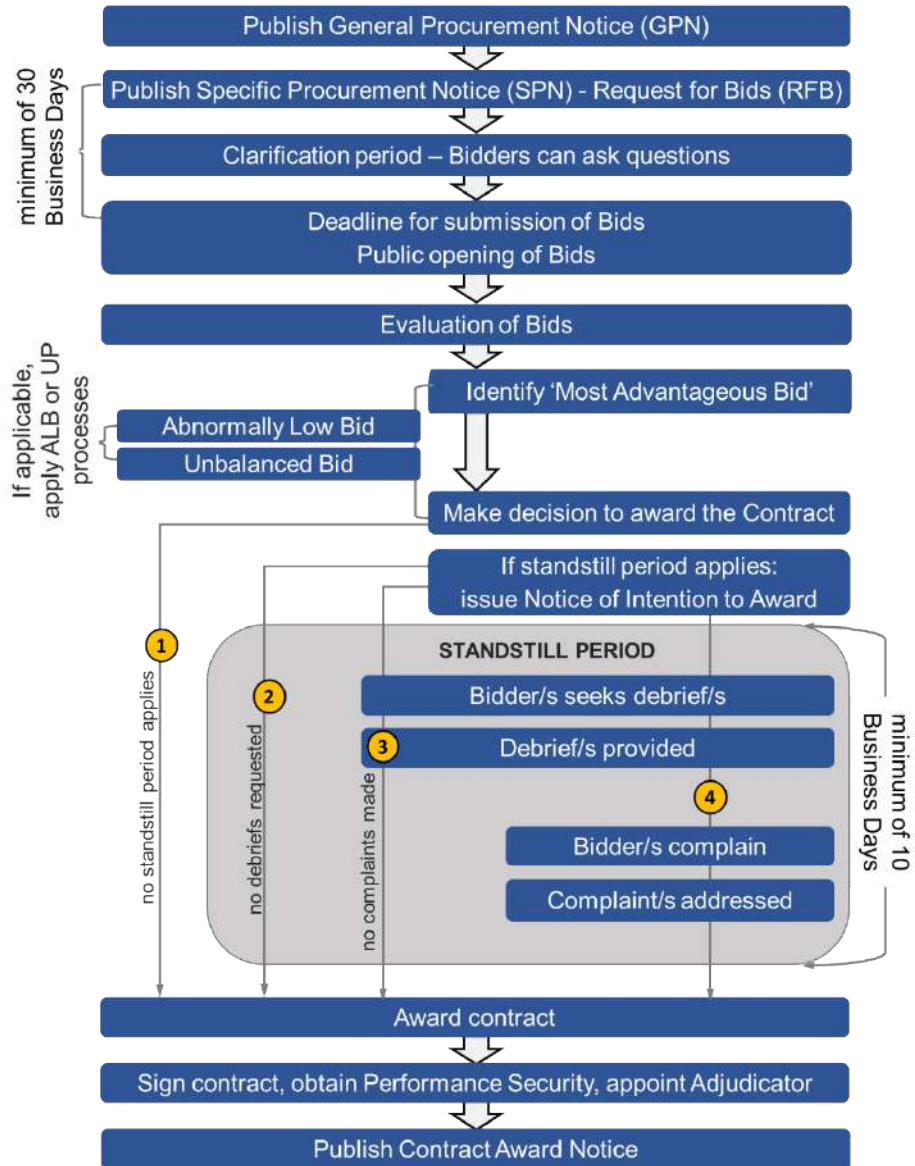 Publish General Procurement Notice (GPN)
minimum of 30
Business Days
Publish Specific Procurement Notice (SPN) - Request for Bids (RFB)
Clarification period – Bidders can ask questions
Deadline for submission of Bids
Public opening of Bids
Evaluation of Bids
If applicable,
apply ALB or UP
processes
Identify ‘Most Advantageous Bid’
Abnormally Low Bid
Unbalanced Bid
Make decision to award the Contract
If standstill period applies:
issue Notice of Intention to Award
STANDSTILL PERIOD
1
no standstill period applies
2
no debriefs requested
Bidder/s seeks debrief/s
3
Debrief/s provided
no complaints made
4
Bidder/s complain
Complaint/s addressed
minimum of 10
Business Days
Award contract
Sign contract, obtain Performance Security, appoint Adjudicator
Publish Contract Award Notice